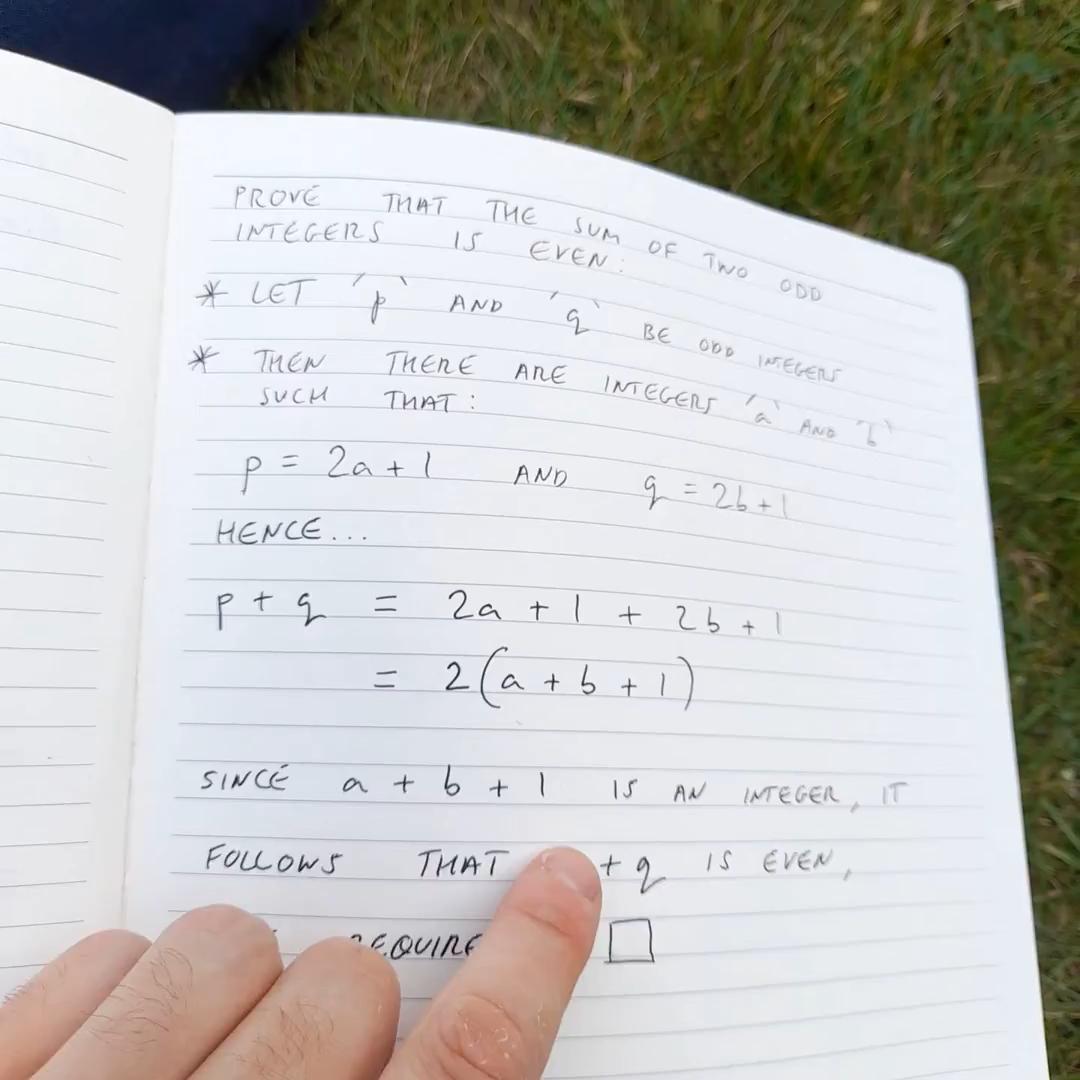 PROVE THAT THE SUM OF TWO ODD
INTEGERS IS EVEN:
* LET 'p' AND 'q' BE ODD INTEGERS
* THEN THERE ARE INTEGERS 'a' AND 'b'
SUCH THAT:
p = 2a + 1 AND q = 2b + 1
HENCE...
p + q = 2a + 1 + 2b + 1
= 2(a + b + 1)
SINCE a + b + 1 IS AN INTEGER, IT
FOLLOWS THAT + q IS EVEN,
□